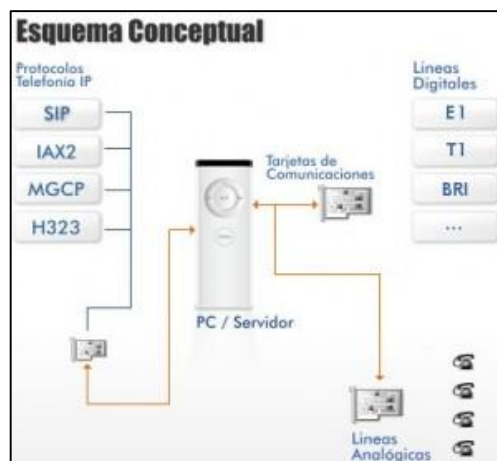 Esquema Conceptual
Protocolos
Telefonía IP
SIP
IAX2
MGCP
H323
Lineas
Digitales
E1
T1
BRI
...
Tarjetas de
Comunicaciones
PC / Servidor
Lineas
Analógicas